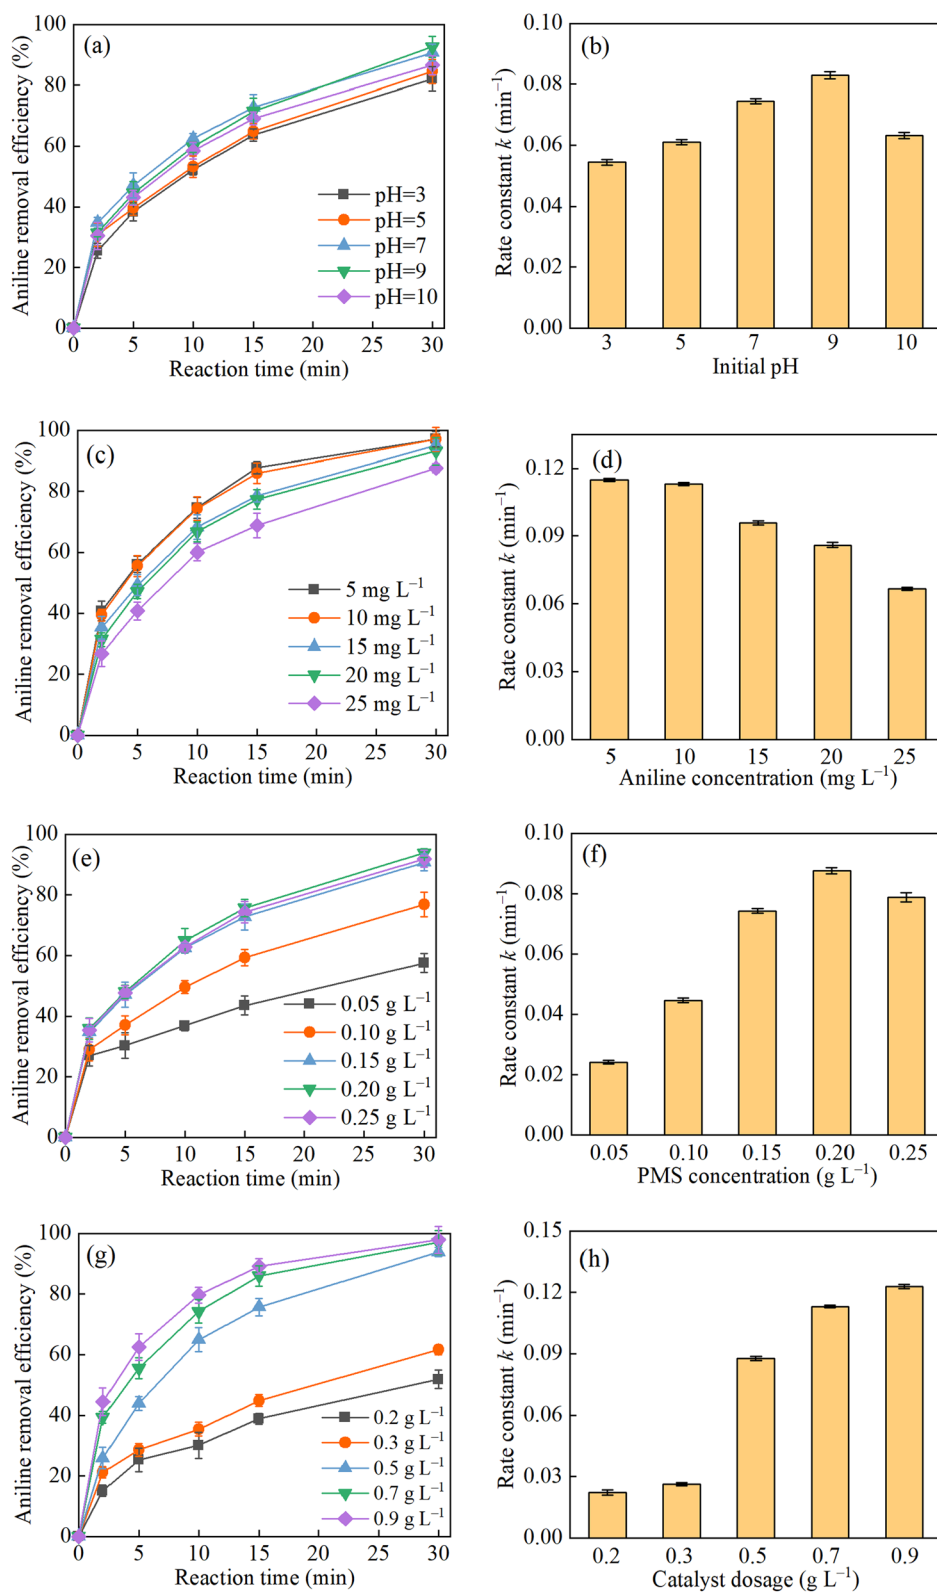 (a)
Aniline removal efficiency (%)
100
80
60
40
20
0
pH=3
pH=5
pH=7
pH=9
pH=10
0 5 10 15 20 25 30
Reaction time (min)
(b)
Rate constant k (min⁻¹)
0.10
0.08
0.06
0.04
0.02
0.00
3 5 7 9 10
Initial pH
(c)
Aniline removal efficiency (%)
100
80
60
40
20
0
5 mg L⁻¹
10 mg L⁻¹
15 mg L⁻¹
20 mg L⁻¹
25 mg L⁻¹
0 5 10 15 20 25 30
Reaction time (min)
(d)
Rate constant k (min⁻¹)
0.12
0.09
0.06
0.03
0.00
5 10 15 20 25
Aniline concentration (mg L⁻¹)
(e)
Aniline removal efficiency (%)
100
80
60
40
20
0
0.05 g L⁻¹
0.10 g L⁻¹
0.15 g L⁻¹
0.20 g L⁻¹
0.25 g L⁻¹
0 5 10 15 20 25 30
Reaction time (min)
(f)
Rate constant k (min⁻¹)
0.10
0.08
0.06
0.04
0.02
0.00
0.05 0.10 0.15 0.20 0.25
PMS concentration (g L⁻¹)
(g)
Aniline removal efficiency (%)
100
80
60
40
20
0
0.2 g L⁻¹
0.3 g L⁻¹
0.5 g L⁻¹
0.7 g L⁻¹
0.9 g L⁻¹
0 5 10 15 20 25 30
Reaction time (min)
(h)
Rate constant k (min⁻¹)
0.15
0.12
0.09
0.06
0.03
0.00
0.2 0.3 0.5 0.7 0.9
Catalyst dosage (g L⁻¹)